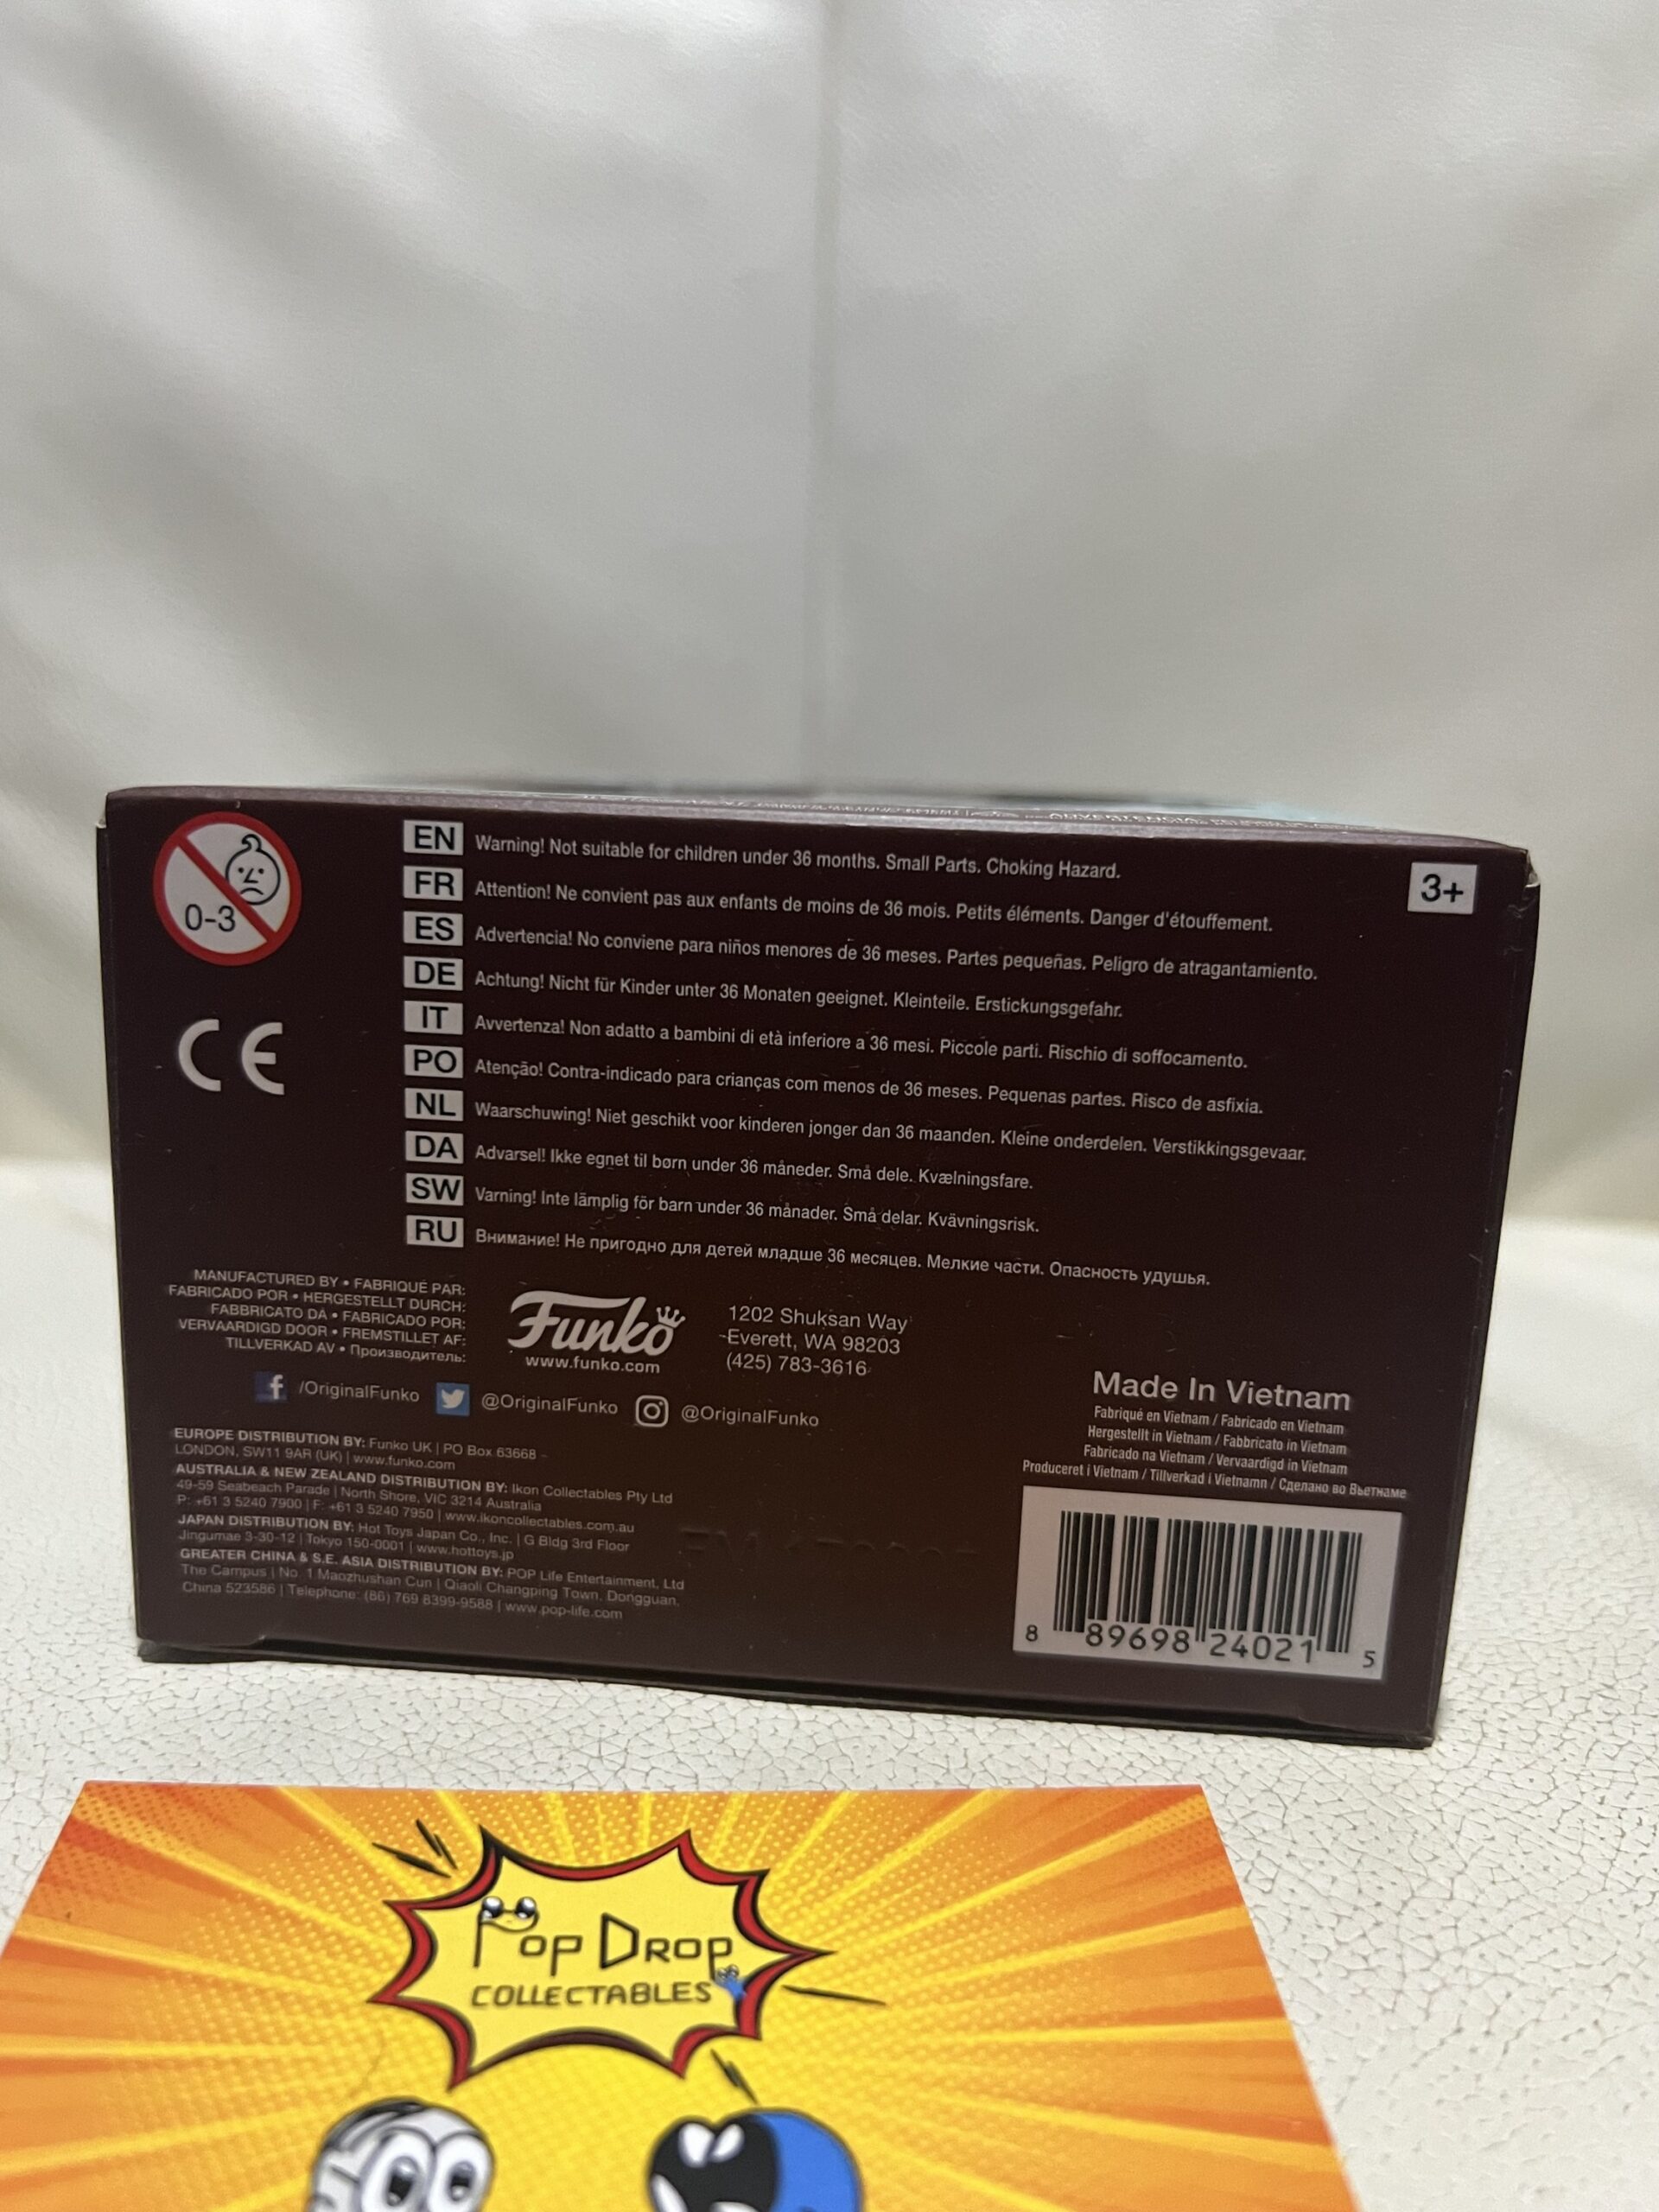 0-3
EN Warning! Not suitable for children under 36 months. Small Parts. Choking Hazard.
3+
FR Attention! Ne convient pas aux enfants de moins de 36 mois. Petits éléments. Danger d'étouffement.
ES Advertencia! No conviene para niños menores de 36 meses. Partes pequeñas. Peligro de atragantamiento.
DE Achtung! Nicht für Kinder unter 36 Monaten geeignet. Kleinteile. Erstickungsgefahr.
IT Avvertenza! Non adatto a bambini di età inferiore a 36 mesi. Piccole parti. Rischio di soffocamento.
PO Atenção! Contra-indicado para crianças com menos de 36 meses. Pequenas partes. Risco de asfixia.
NL Waarschuwing! Niet geschikt voor kinderen jonger dan 36 maanden. Kleine onderdelen. Verstikkingsgevaar.
DA Advarsel! Ikke egnet til børn under 36 måneder. Små dele. Kvælningsfare.
SW Varning! Inte lämplig för barn under 36 månader. Små delar. Kvävningsrisk.
RU Внимание! Не пригодно для детей младше 36 месяцев. Мелкие части. Опасность удушья.
CE
MANUFACTURED BY • FABRIQUÉ PAR:
FABRICADO POR • HERGESTELLT DURCH:
FABBRICATO DA • FABRICADO POR:
VERVAARDIGD DOOR • FREMSTILLET AF:
TILLVERKAD AV • Производитель:
Funko
www.funko.com
1202 Shuksan Way
Everett, WA 98203
(425) 783-3616
f /OriginalFunko @OriginalFunko @OriginalFunko
EUROPE DISTRIBUTION BY: Funko UK | PO Box 63668 -
LONDON, SW11 9AR (UK) | www.funko.com
AUSTRALIA & NEW ZEALAND DISTRIBUTION BY: Ikon Collectables Pty Ltd
49-59 Seabeach Parade | North Shore, VIC 3214 Australia
P: +61 3 5240 7900 | F: +61 3 5240 7950 | www.ikoncollectables.com.au
JAPAN DISTRIBUTION BY: Hot Toys Japan Co., Inc. | G Bldg 3rd Floor
Jingumae 3-30-12 | Tokyo 150-0001 | www.hottoys.jp
GREATER CHINA & S.E. ASIA DISTRIBUTION BY: POP Life Entertainment, Ltd
The Campus | No. 1 Maozhushan Cun | Qiaoli Changping Town, Dongguan,
China 523586 | Telephone: (86) 769 8399-9588 | www.pop-life.com
Made In Vietnam
Fabriqué en Vietnam / Fabricado en Vietnam
Hergestellt in Vietnam / Fabbricato in Vietnam
Fabricado na Vietnam / Vervaardigd in Vietnam
Produceret i Vietnam / Tillverkad i Vietnamn / Сделано во Вьетнаме
8 89698 24021 5
POP DROP
COLLECTABLES